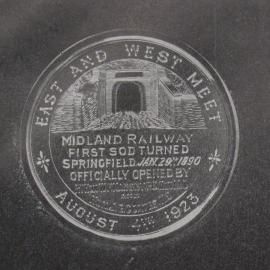 EAST AND WEST MEET
MIDLAND RAILWAY
FIRST SOD TURNED
SPRINGFIELD JAN. 29TH 1890
OFFICIALLY OPENED BY
AND
AUGUST 4TH 1923